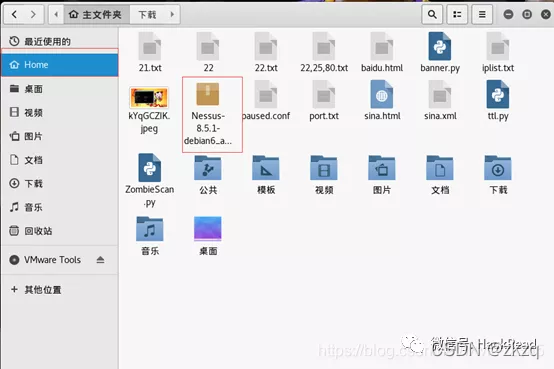 主文件夹 下载
最近使用的
Home
桌面
视频
图片
文档
下载
音乐
回收站
VMware Tools
其他位置
21.txt 22 22.txt 22,25,80.txt baidu.html banner.py iplist.txt
kYqGCZIK.jpeg Nessus-8.5.1-debian6_a... paused.conf port.txt sina.html sina.xml ttl.py
ZombieScan.py 公共 模板 视频 图片 文档 下载
音乐 桌面
微信号: HackRead
https://blog.csdn.net
CSDN @zkzq